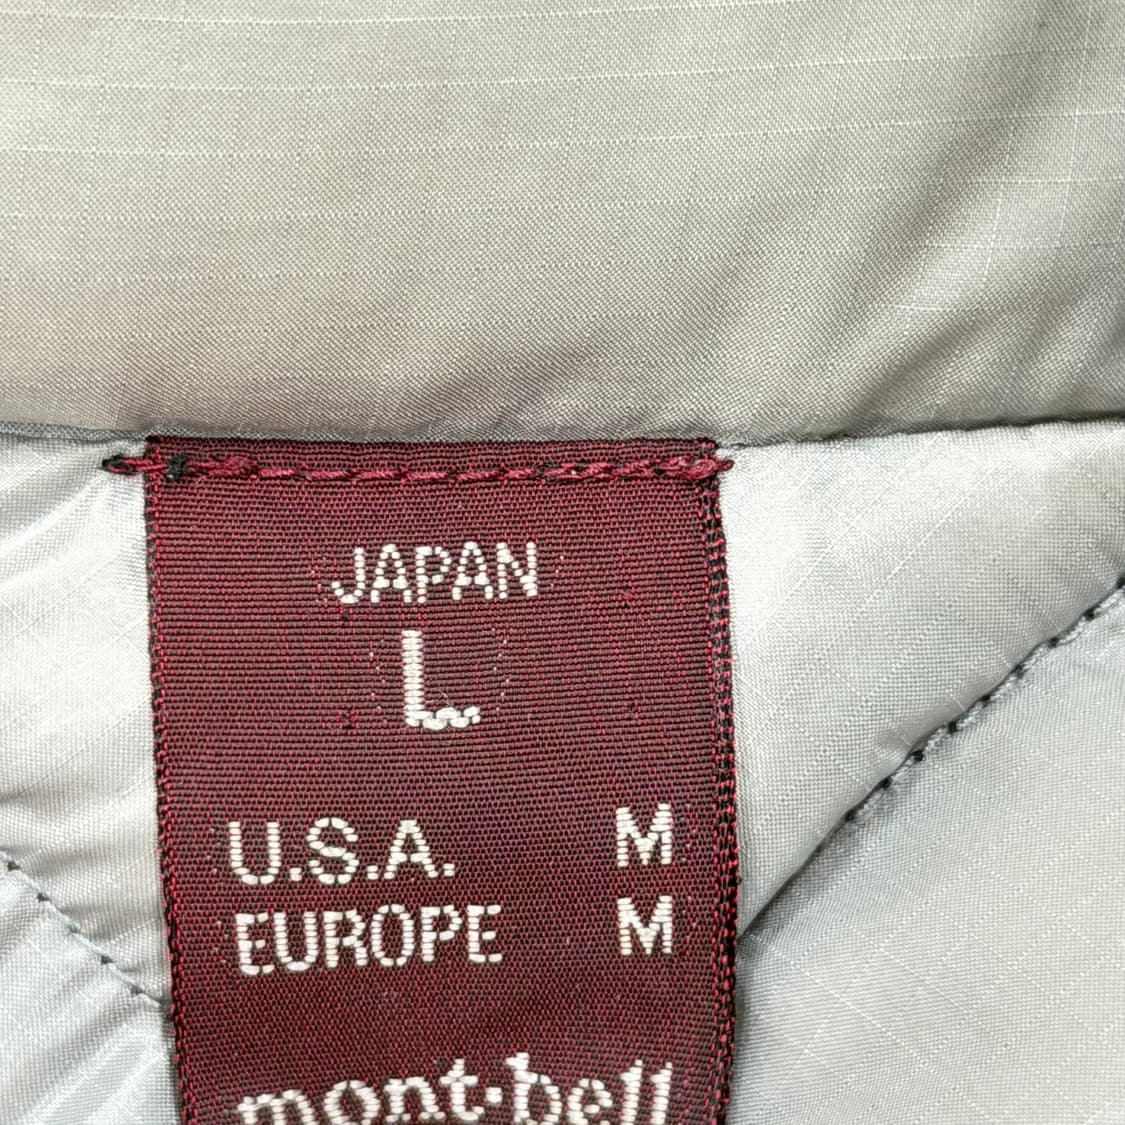 JAPAN
L
U.S.A. M
EUROPE M
mont-bell